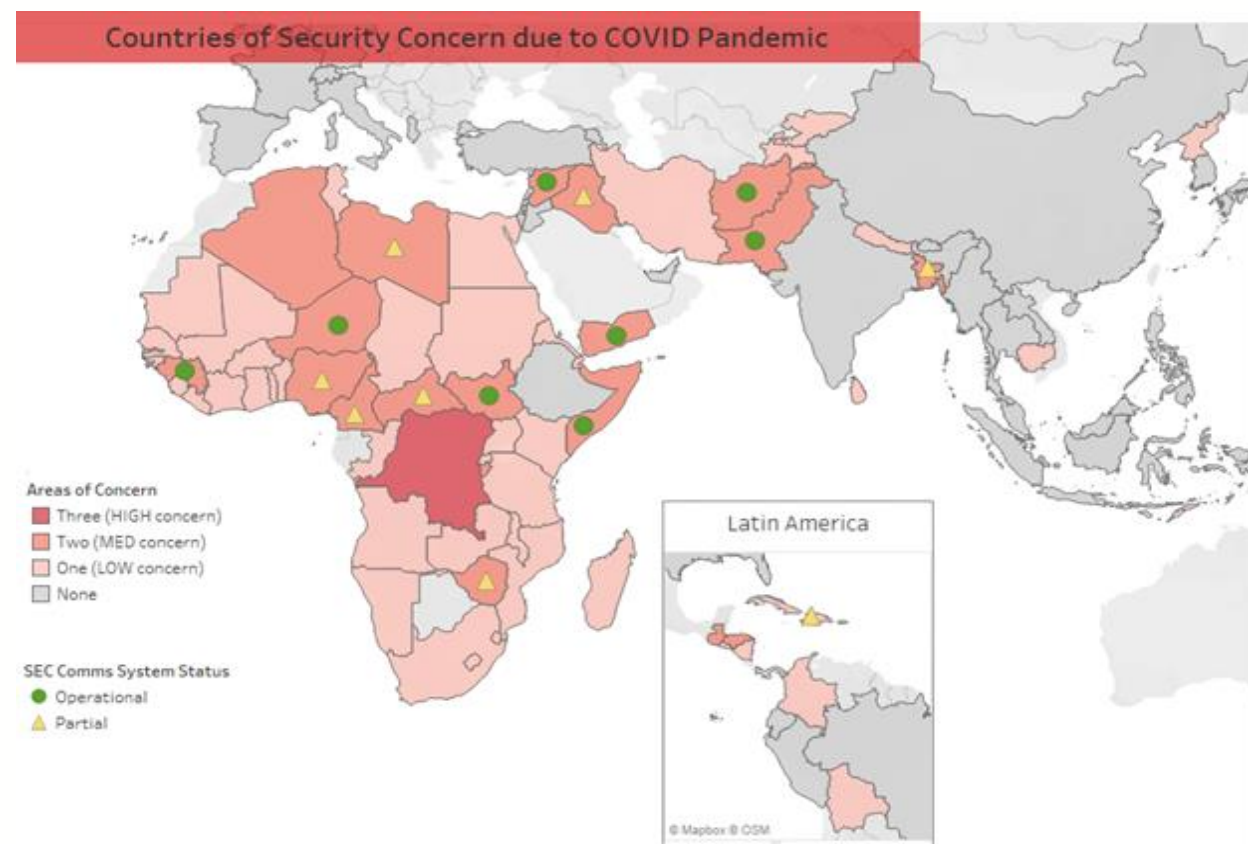 Countries of Security Concern due to COVID Pandemic
Areas of Concern
Three (HIGH concern)
Two (MED concern)
One (LOW concern)
None
SEC Comms System Status
Operational
Partial
Latin America
© Mapbox © OSM